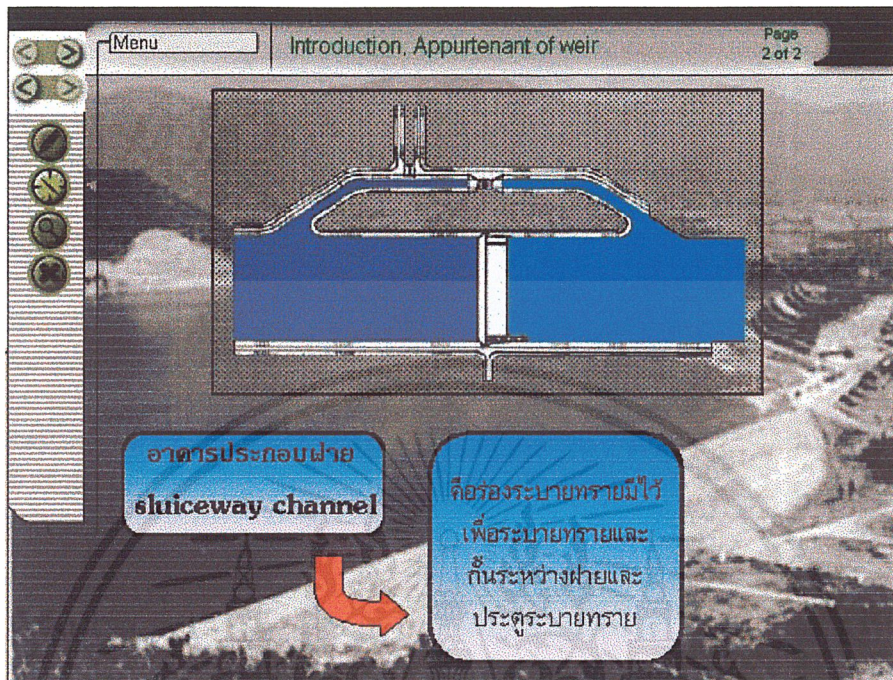 Menu
Introduction, Appurtenant of weir
Page
2 of 2
อาคารประกอบฝาย
sluiceway channel
คือร่องระบายทรายมีไว้
เพื่อระบายทรายและ
กั้นระหว่างฝายและ
ประตูระบายทราย